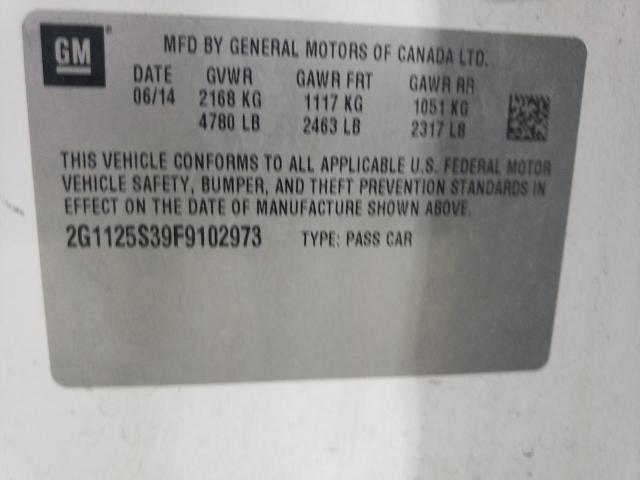 GM
MFD BY GENERAL MOTORS OF CANADA LTD.
DATE GVWR GAWR FRT GAWR RR
06/14 2168 KG 1117 KG 1051 KG
4780 LB 2463 LB 2317 LB
THIS VEHICLE CONFORMS TO ALL APPLICABLE U.S. FEDERAL MOTOR
VEHICLE SAFETY, BUMPER, AND THEFT PREVENTION STANDARDS IN
EFFECT ON THE DATE OF MANUFACTURE SHOWN ABOVE.
2G1125S39F9102973 TYPE: PASS CAR